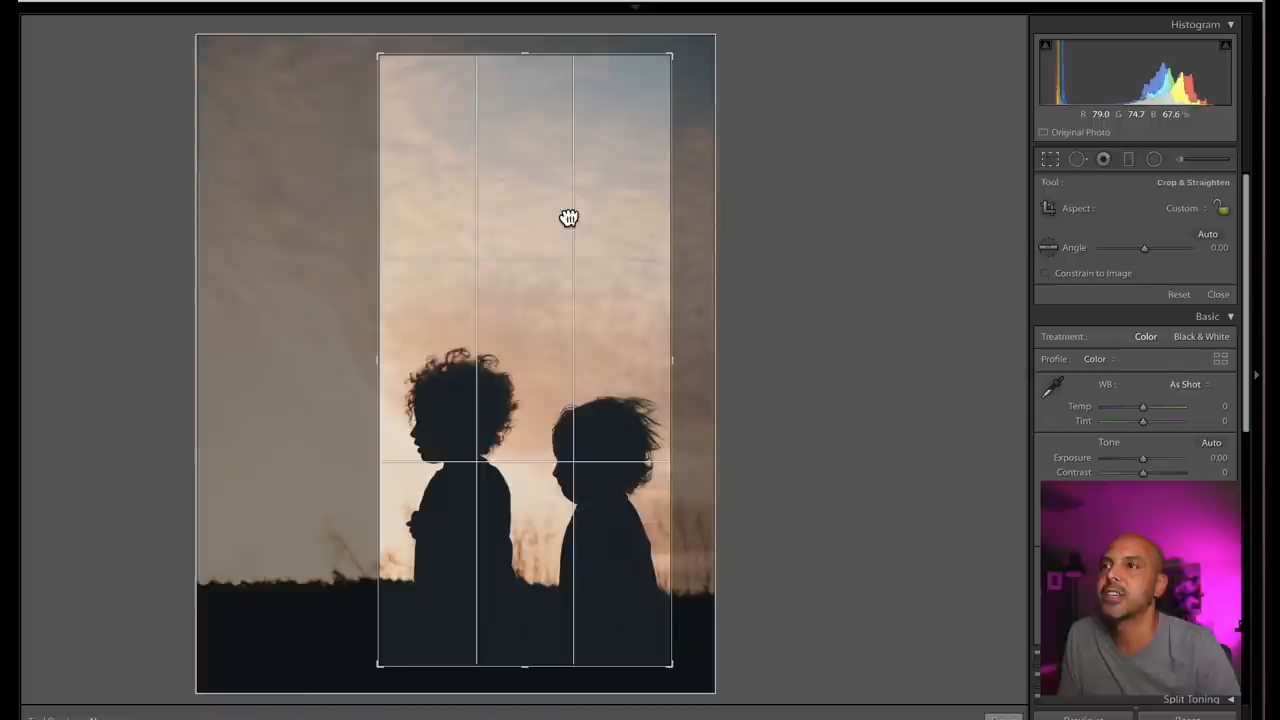 Histogram
R 79.0 G 74.7 B 67.6 %
Original Photo
Tool : Crop & Straighten
Aspect : Custom
Auto
Angle 0.00
Constrain to Image
Reset Close
Basic
Treatment : Color Black & White
Profile : Color
WB : As Shot
Temp 0
Tint 0
Tone Auto
Exposure 0.00
Contrast 0
Split Toning